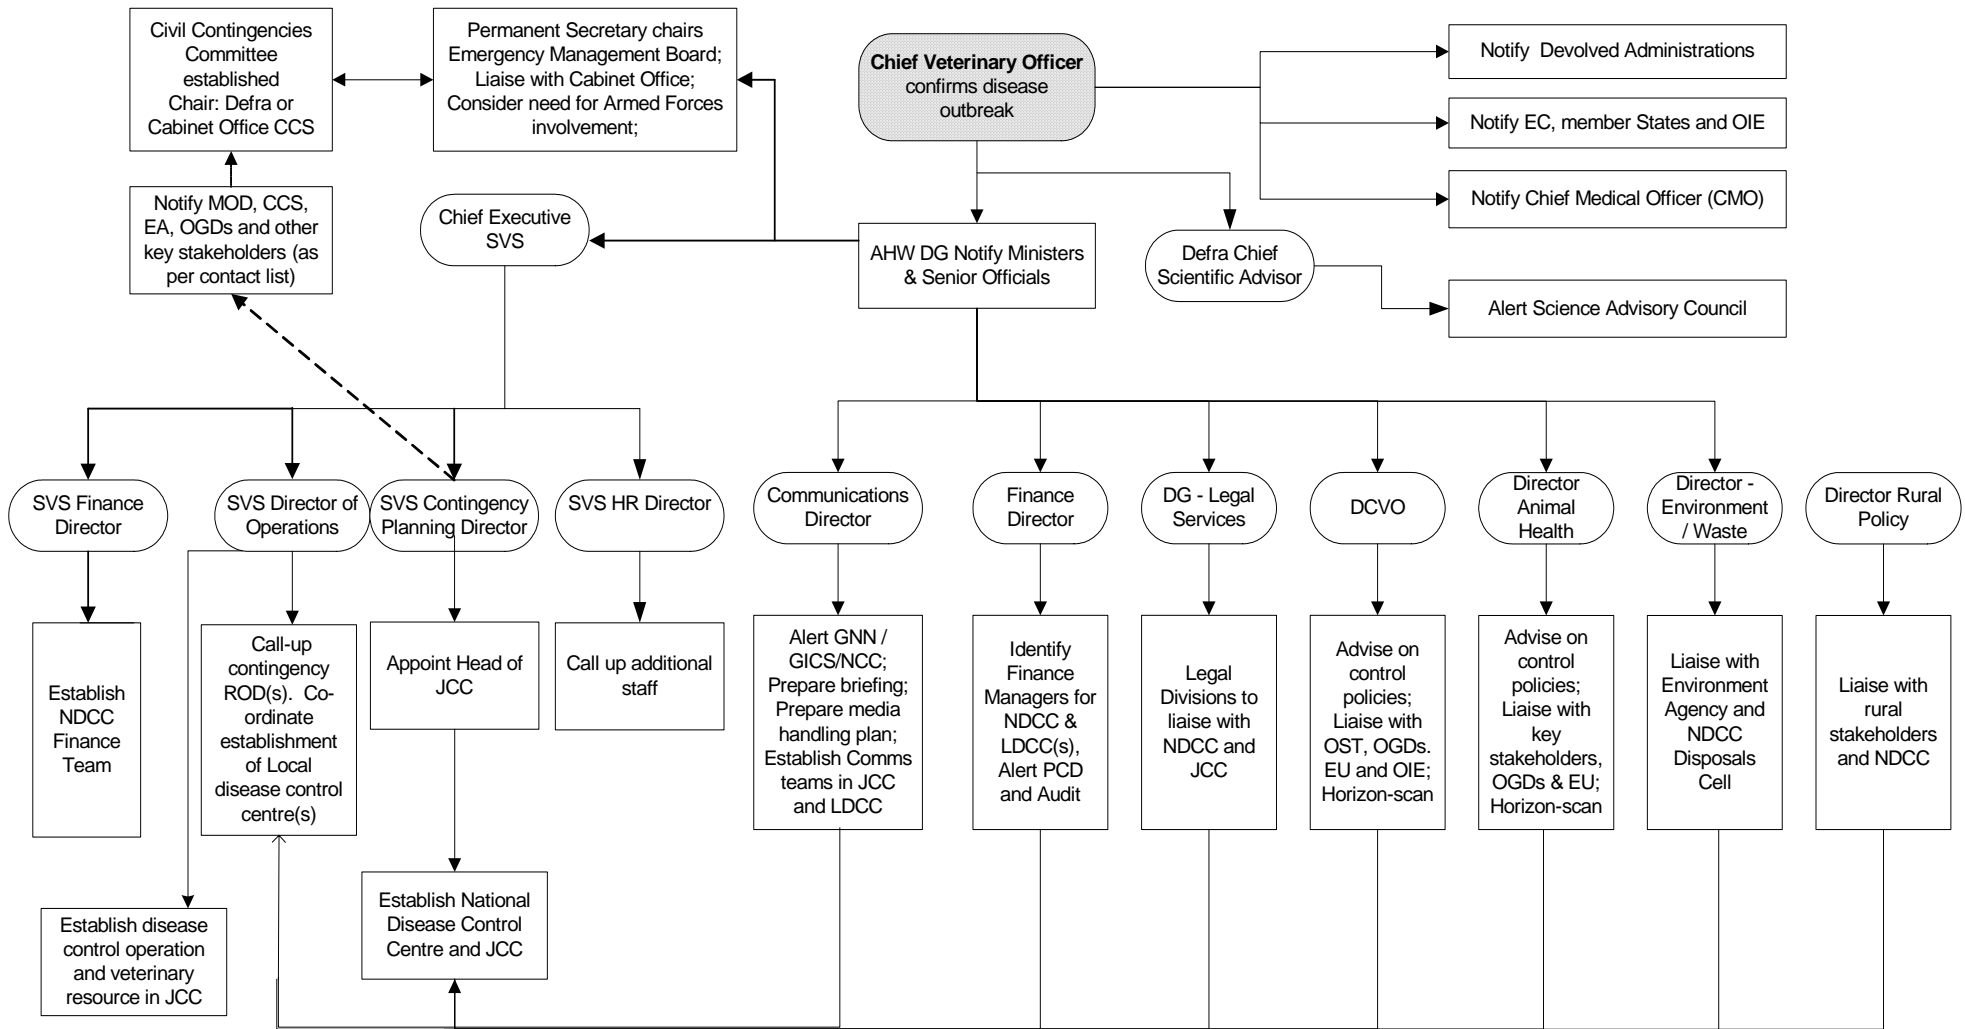 Civil Contingencies
Committee
established
Chair: Defra or
Cabinet Office CCS
Permanent Secretary chairs
Emergency Management Board;
Liaise with Cabinet Office;
Consider need for Armed Forces
involvement;
Chief Veterinary Officer
confirms disease
outbreak
Notify Devolved Administrations
Notify EC, member States and OIE
Notify Chief Medical Officer (CMO)
Notify MOD, CCS,
EA, OGDs and other
key stakeholders (as
per contact list)
Chief Executive
SVS
AHW DG Notify Ministers
& Senior Officials
Defra Chief
Scientific Advisor
Alert Science Advisory Council
SVS Finance
Director
SVS Director of
Operations
SVS Contingency
Planning Director
SVS HR Director
Communications
Director
Finance
Director
DG - Legal
Services
DCVO
Director
Animal
Health
Director -
Environment
/ Waste
Director Rural
Policy
Establish
NDCC
Finance
Team
Call-up
contingency
ROD(s). Co-
ordinate
establishment
of Local
disease control
centre(s)
Appoint Head of
JCC
Call up additional
staff
Alert GNN /
GICS/NCC;
Prepare briefing;
Prepare media
handling plan;
Establish Comms
teams in JCC
and LDCC
Identify
Finance
Managers for
NDCC &
LDCC(s),
Alert PCD
and Audit
Legal
Divisions to
liaise with
NDCC and
JCC
Advise on
control
policies;
Liaise with
OST, OGDs.
EU and OIE;
Horizon-scan
Advise on
control
policies;
Liaise with
key
stakeholders,
OGDs & EU;
Horizon-scan
Liaise with
Environment
Agency and
NDCC
Disposals
Cell
Liaise with
rural
stakeholders
and NDCC
Establish disease
control operation
and veterinary
resource in JCC
Establish National
Disease Control
Centre and JCC